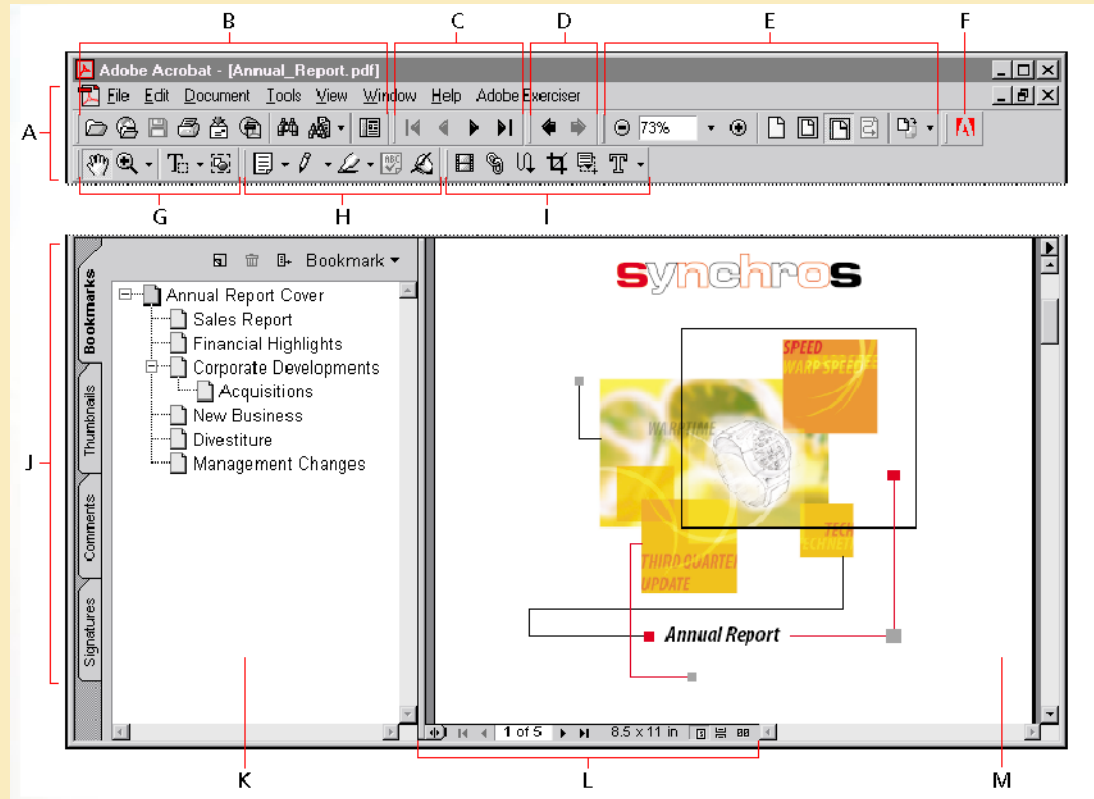 B C D E F
Adobe Acrobat - [Annual_Report.pdf]
A
File Edit Document Tools View Window Help Adobe Exerciser
73%
G H I
J
Bookmarks
Thumbnails
Comments
Signatures
Bookmark
Annual Report Cover
Sales Report
Financial Highlights
Corporate Developments
Acquisitions
New Business
Divestiture
Management Changes
synchros
SPEED
WARP SPEED
WARPTIME
TECH
TECHNETI
THIRD QUARTER
UPDATE
Annual Report
1 of 5 8.5 x 11 in
K L M